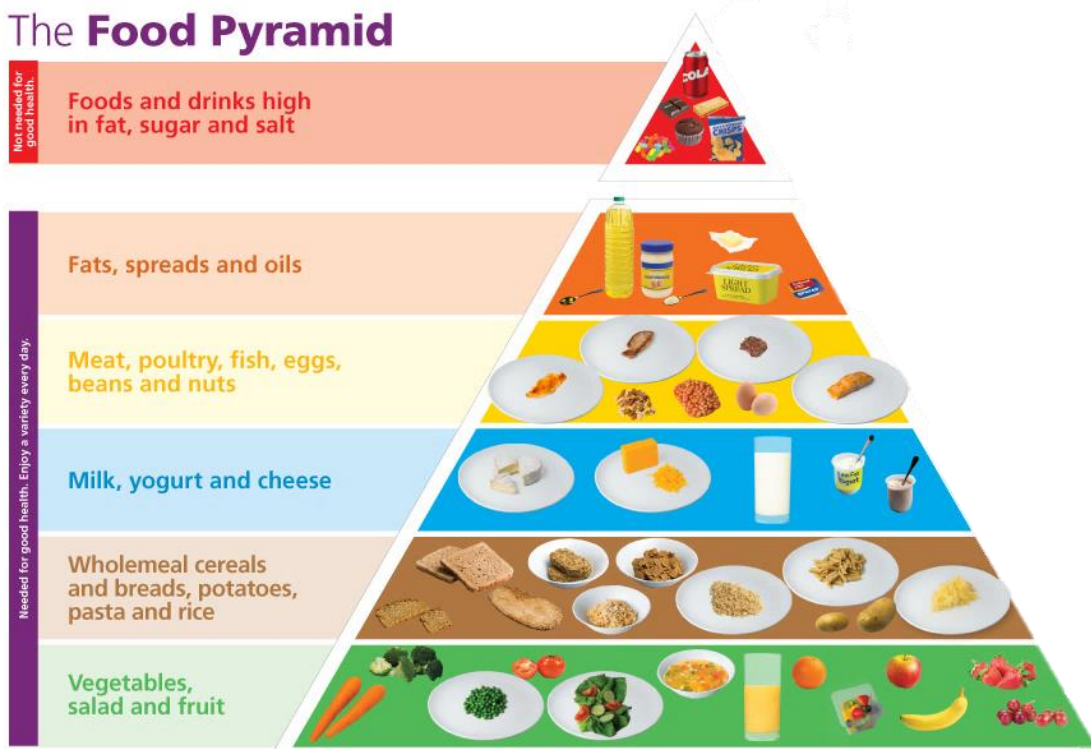 The Food Pyramid
Not needed for
good health.
Foods and drinks high
in fat, sugar and salt
COLA
CRISPS
Needed for good health. Enjoy a variety every day.
Fats, spreads and oils
LIGHT
SPREAD
Meat, poultry, fish, eggs,
beans and nuts
Milk, yogurt and cheese
Low Fat
Yogurt
Wholemeal cereals
and breads, potatoes,
pasta and rice
Vegetables,
salad and fruit